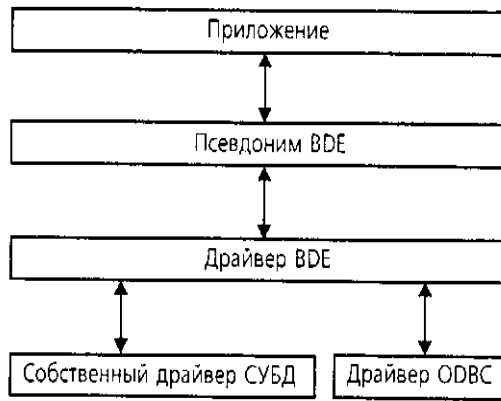 Приложение
Псевдоним BDE
Драйвер BDE
Собственный драйвер СУБД
Драйвер ODBC